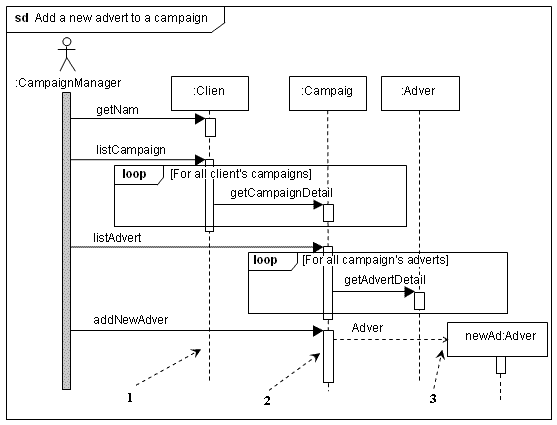 sd Add a new advert to a campaign
:CampaignManager
:Clien
:Campaig
:Adver
getNam
listCampaign
loop [For all client's campaigns]
getCampaignDetail
listAdvert
loop [For all campaign's adverts]
getAdvertDetail
addNewAdver
Adver
newAd:Adver
1
2
3